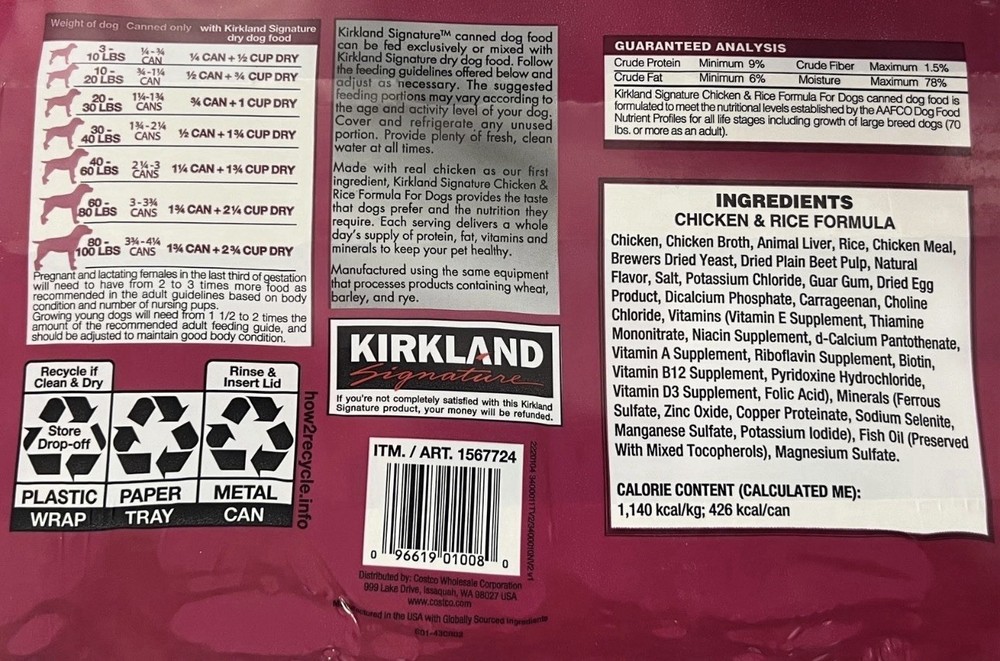 Weight of dog Canned only with Kirkland Signature
dry dog food
3 -
10 LBS ¼-¾
CAN ¼ CAN + ½ CUP DRY
10 -
20 LBS ¾-1¼
CAN ½ CAN + ¾ CUP DRY
20 -
30 LBS 1¼-1¾
CANS ¾ CAN + 1 CUP DRY
30 -
40 LBS 1¾-2¼
CANS ½ CAN + 1¾ CUP DRY
40 -
60 LBS 2¼-3
CANS 1¼ CAN + 1¾ CUP DRY
60 -
80 LBS 3-3¾
CANS 1¾ CAN + 2¼ CUP DRY
80 -
100 LBS 3¾-4¼
CANS 1¾ CAN + 2¾ CUP DRY
Pregnant and lactating females in the last third of gestation
will need to have from 2 to 3 times more food as
recommended in the adult guidelines based on body
condition and number of nursing pups.
Growing young dogs will need from 1 1/2 to 2 times the
amount of the recommended adult feeding guide, and
should be adjusted to maintain good body condition.
Recycle if
Clean & Dry
Store
Drop-off
PLASTIC
WRAP
PAPER
TRAY
Rinse &
Insert Lid
METAL
CAN
how2recycle.info
Kirkland Signature™ canned dog food
can be fed exclusively or mixed with
Kirkland Signature dry dog food. Follow
the feeding guidelines offered below and
adjust as necessary. The suggested
feeding portions may vary according to
the age and activity level of your dog.
Cover and refrigerate any unused
portion. Provide plenty of fresh, clean
water at all times.
Made with real chicken as our first
ingredient, Kirkland Signature Chicken &
Rice Formula For Dogs provides the taste
that dogs prefer and the nutrition they
require. Each serving delivers a whole
day's supply of protein, fat, vitamins and
minerals to keep your pet healthy.
Manufactured using the same equipment
that processes products containing wheat,
barley, and rye.
KIRKLAND
Signature
If you're not completely satisfied with this Kirkland
Signature product, your money will be refunded.
ITM. / ART. 1567724
0 96619 01008 0
Distributed by: Costco Wholesale Corporation
999 Lake Drive, Issaquah, WA 98027 USA
www.costco.com
in the USA with Globally Sourced Ingredients
GUARANTEED ANALYSIS
Crude Protein Minimum 9% Crude Fiber Maximum 1.5%
Crude Fat Minimum 6% Moisture Maximum 78%
Kirkland Signature Chicken & Rice Formula For Dogs canned dog food is
formulated to meet the nutritional levels established by the AAFCO Dog Food
Nutrient Profiles for all life stages including growth of large breed dogs (70
lbs. or more as an adult).
INGREDIENTS
CHICKEN & RICE FORMULA
Chicken, Chicken Broth, Animal Liver, Rice, Chicken Meal,
Brewers Dried Yeast, Dried Plain Beet Pulp, Natural
Flavor, Salt, Potassium Chloride, Guar Gum, Dried Egg
Product, Dicalcium Phosphate, Carrageenan, Choline
Chloride, Vitamins (Vitamin E Supplement, Thiamine
Mononitrate, Niacin Supplement, d-Calcium Pantothenate,
Vitamin A Supplement, Riboflavin Supplement, Biotin,
Vitamin B12 Supplement, Pyridoxine Hydrochloride,
Vitamin D3 Supplement, Folic Acid), Minerals (Ferrous
Sulfate, Zinc Oxide, Copper Proteinate, Sodium Selenite,
Manganese Sulfate, Potassium Iodide), Fish Oil (Preserved
With Mixed Tocopherols), Magnesium Sulfate.
CALORIE CONTENT (CALCULATED ME):
1,140 kcal/kg; 426 kcal/can